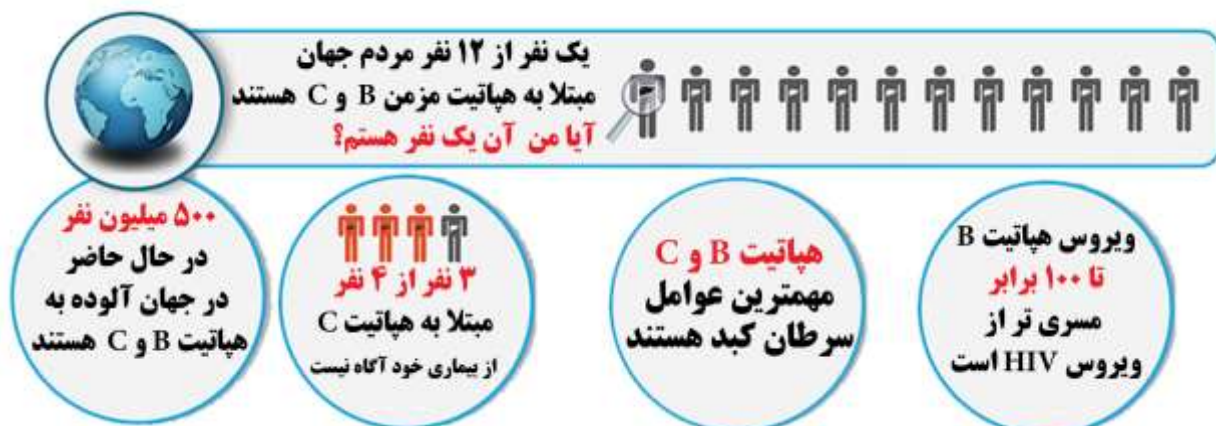 یک نفر از ۱۲ نفر مردم جهان
مبتلا به هپاتیت مزمن B و C هستند
آیا من آن یک نفر هستم؟
ویروس هپاتیت B
تا ۱۰۰ برابر
مسری تر از
ویروس HIV است
هپاتیت B و C
مهمترین عوامل
سرطان کبد هستند
۳ نفر از ۴ نفر
مبتلا به هپاتیت C
از بیماری خود آگاه نیست
۵۰۰ میلیون نفر
در حال حاضر
در جهان آلوده به
هپاتیت B و C هستند